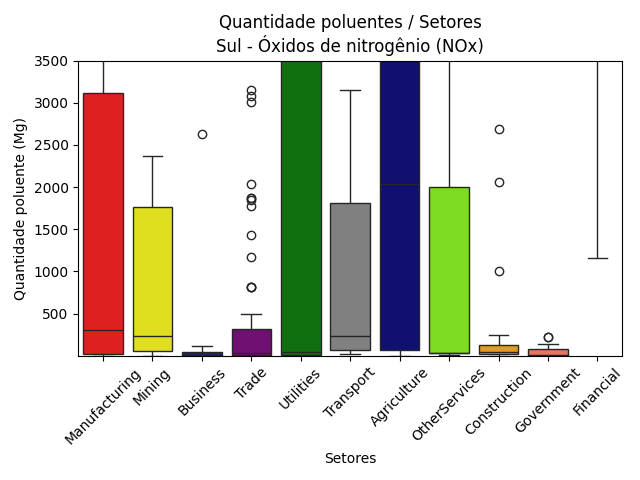 Quantidade poluentes / Setores
Sul - Óxidos de nitrogênio (NOx)
Quantidade poluente (Mg)
3500
3000
2500
2000
1500
1000
500
Manufacturing
Mining
Business
Trade
Utilities
Transport
Agriculture
OtherServices
Construction
Government
Financial
Setores